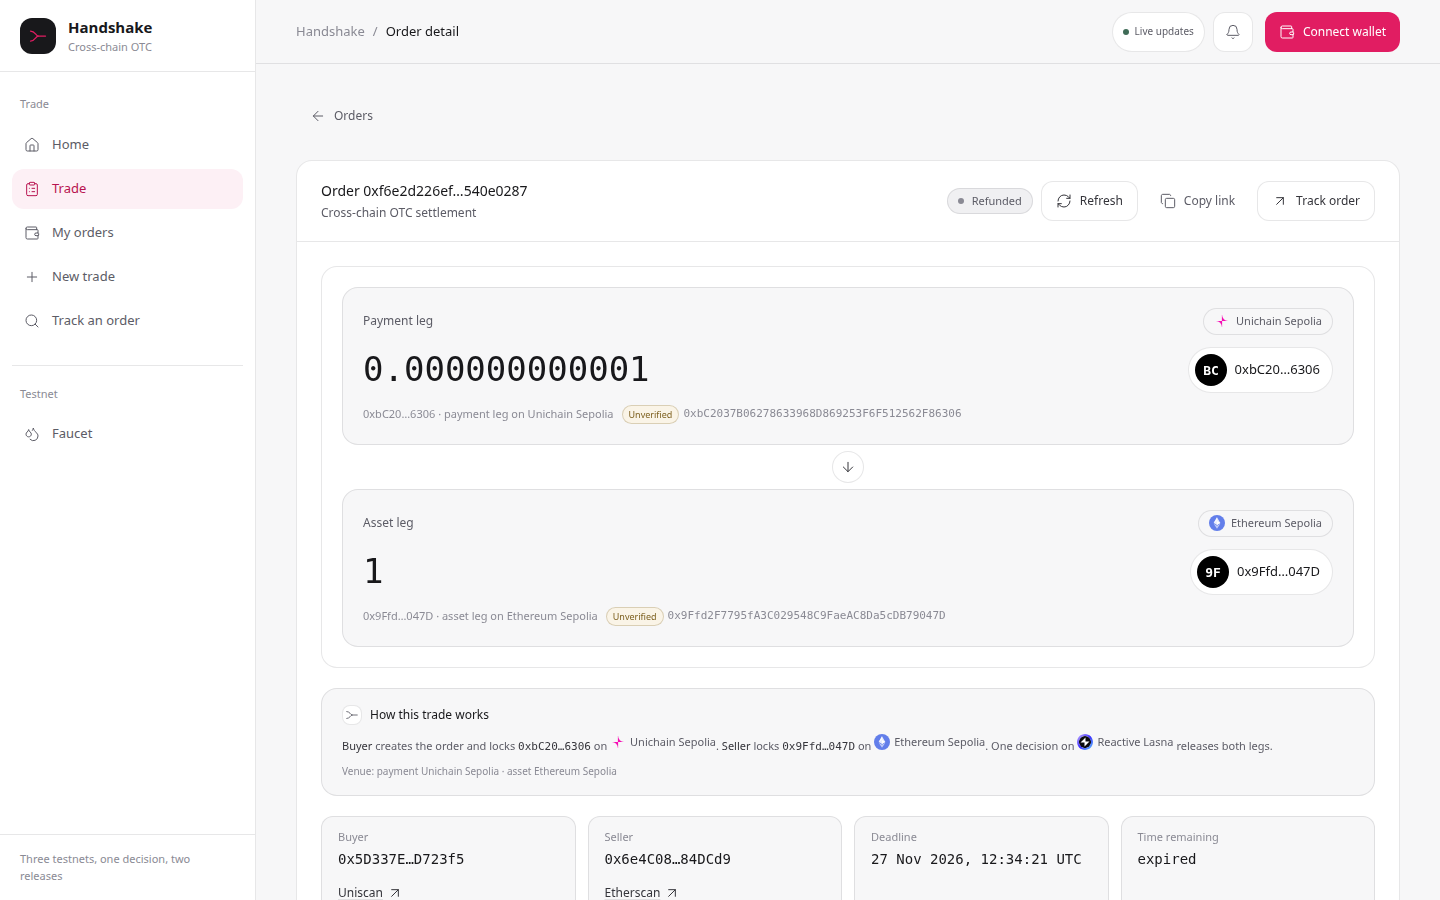 Handshake
Cross-chain OTC
Trade
Home
Trade
My orders
New trade
Track an order
Testnet
Faucet
Three testnets, one decision, two
releases
Handshake / Order detail
Live updates
Connect wallet
Orders
Order 0xf6e2d226ef…540e0287
Cross-chain OTC settlement
Refunded
Refresh
Copy link
Track order
Payment leg
Unichain Sepolia
0.000000000001
BC 0xbC20…6306
0xbC20…6306 · payment leg on Unichain Sepolia Unverified 0xbC2037B06278633968D869253F6F512562F86306
Asset leg
Ethereum Sepolia
1
9F 0x9Ffd…047D
0x9Ffd…047D · asset leg on Ethereum Sepolia Unverified 0x9Ffd2F7795fA3C029548C9FaeAC8Da5cDB79047D
How this trade works
Buyer creates the order and locks 0xbC20…6306 on Unichain Sepolia. Seller locks 0x9Ffd…047D on Ethereum Sepolia. One decision on Reactive Lasna releases both legs.
Venue: payment Unichain Sepolia · asset Ethereum Sepolia
Buyer
0x5D337E…D723f5
Uniscan
Seller
0x6e4C08…84DCd9
Etherscan
Deadline
27 Nov 2026, 12:34:21 UTC
Time remaining
expired